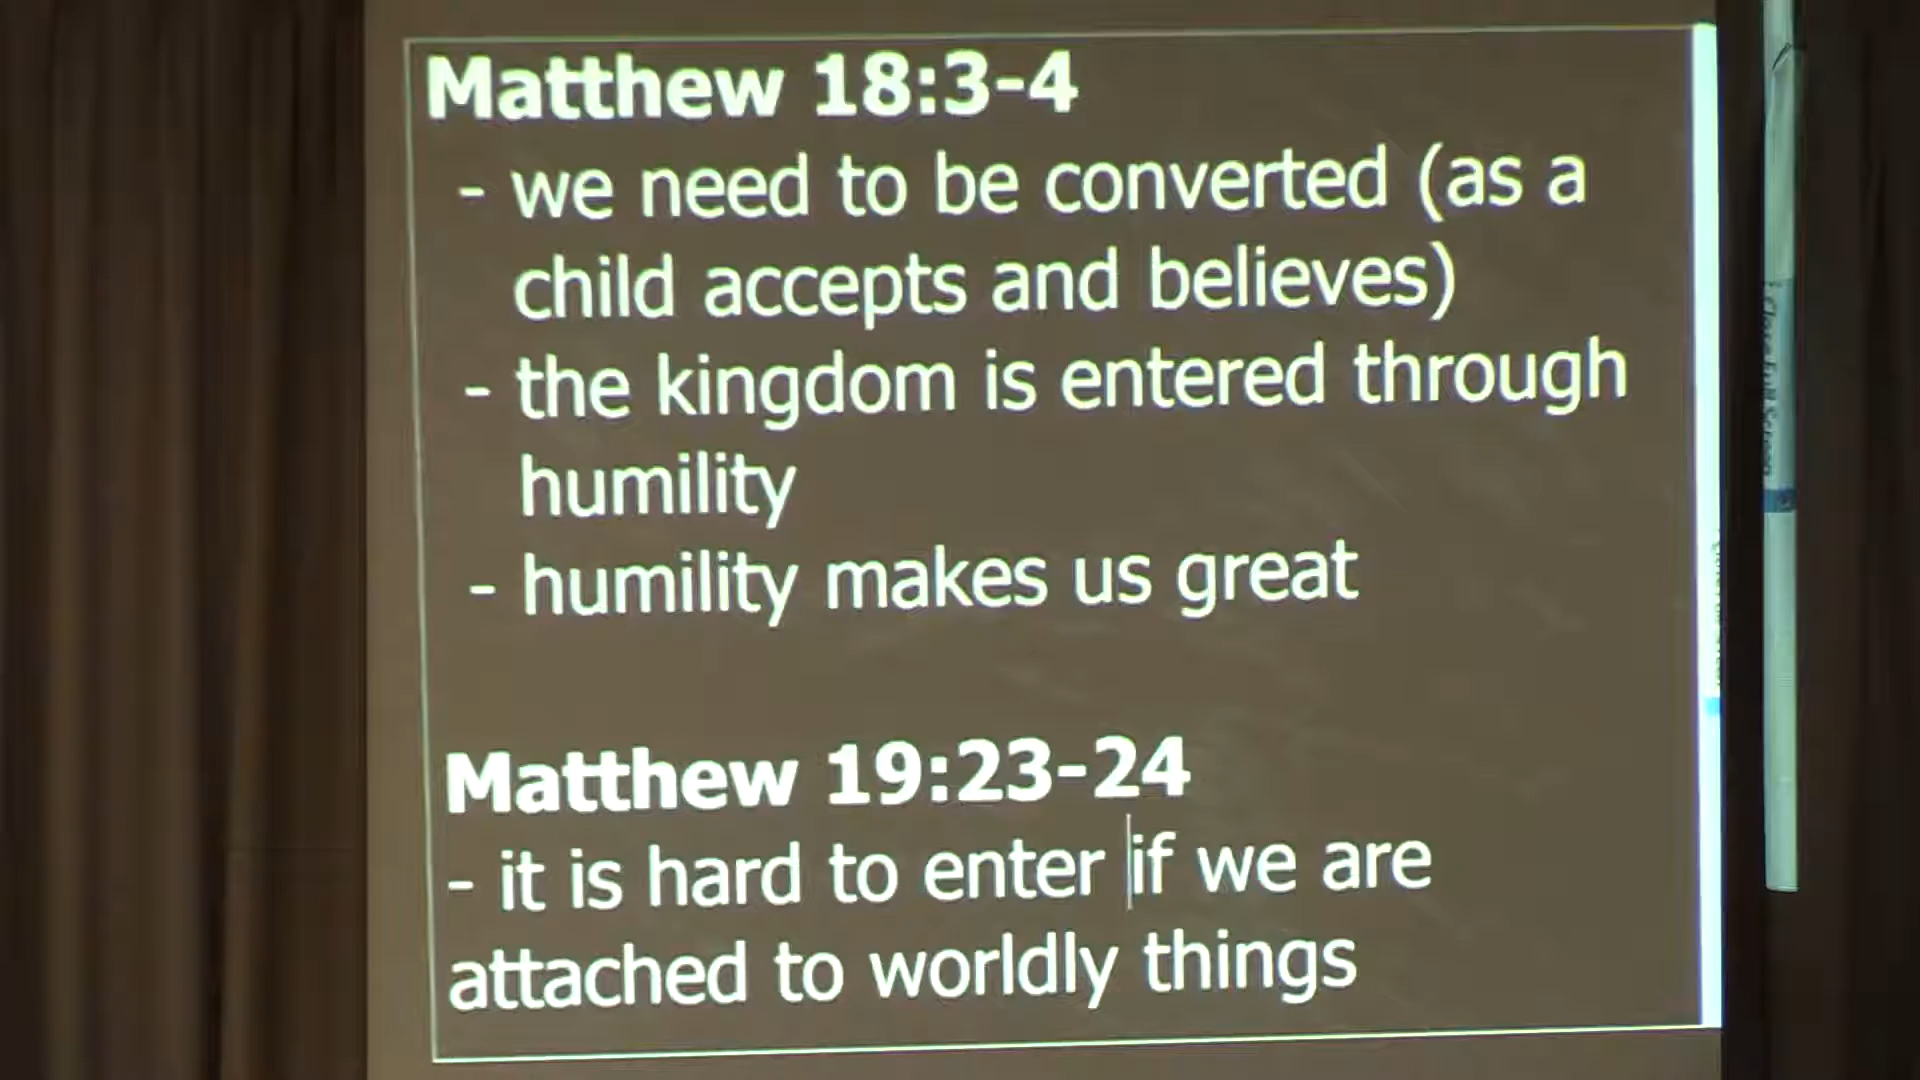 Matthew 18:3-4
- we need to be converted (as a
child accepts and believes)
- the kingdom is entered through
humility
- humility makes us great
Matthew 19:23-24
- it is hard to enter if we are
attached to worldly things